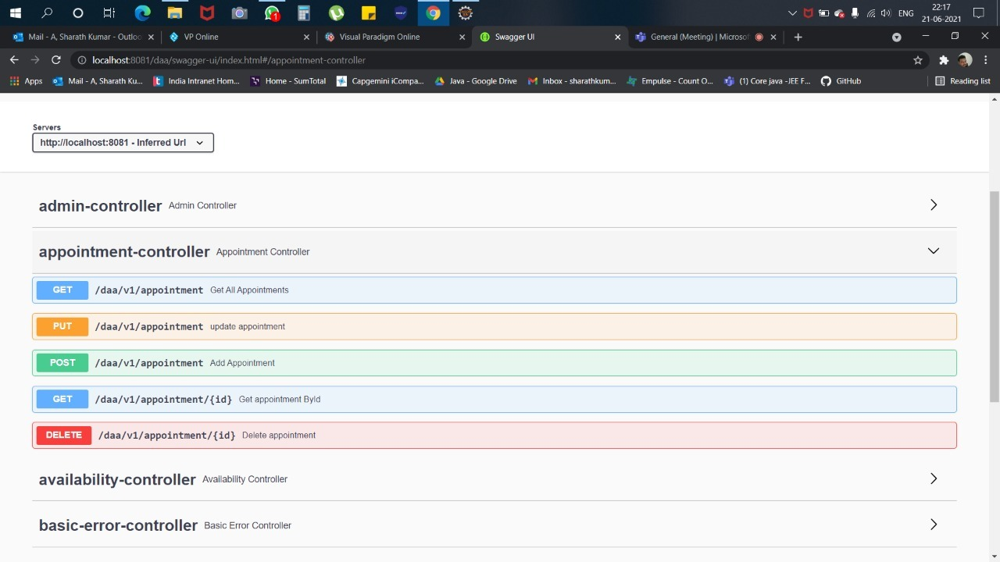 1
ENG
22:17
21-06-2021
Mail - A, Sharath Kumar - Outloo
VP Online
Visual Paradigm Online
Swagger UI
General (Meeting) | Microsof
localhost:8081/daa/swagger-ui/index.html#/appointment-controller
Apps
Mail - A, Sharath Ku...
India Intranet Hom...
Home - SumTotal
Capgemini iCompa...
Java - Google Drive
Inbox - sharathkum...
Empulse - Count O...
(1) Core java -JEE F...
GitHub
Reading list
Servers
http://localhost:8081 - Inferred Url
admin-controller Admin Controller
appointment-controller Appointment Controller
GET /daa/v1/appointment Get All Appointments
PUT /daa/v1/appointment update appointment
POST /daa/v1/appointment Add Appointment
GET /daa/v1/appointment/{id} Get appointment Byid
DELETE /daa/v1/appointment/{id} Delete appointment
availability-controller Availability Controller
basic-error-controller Basic Error Controller